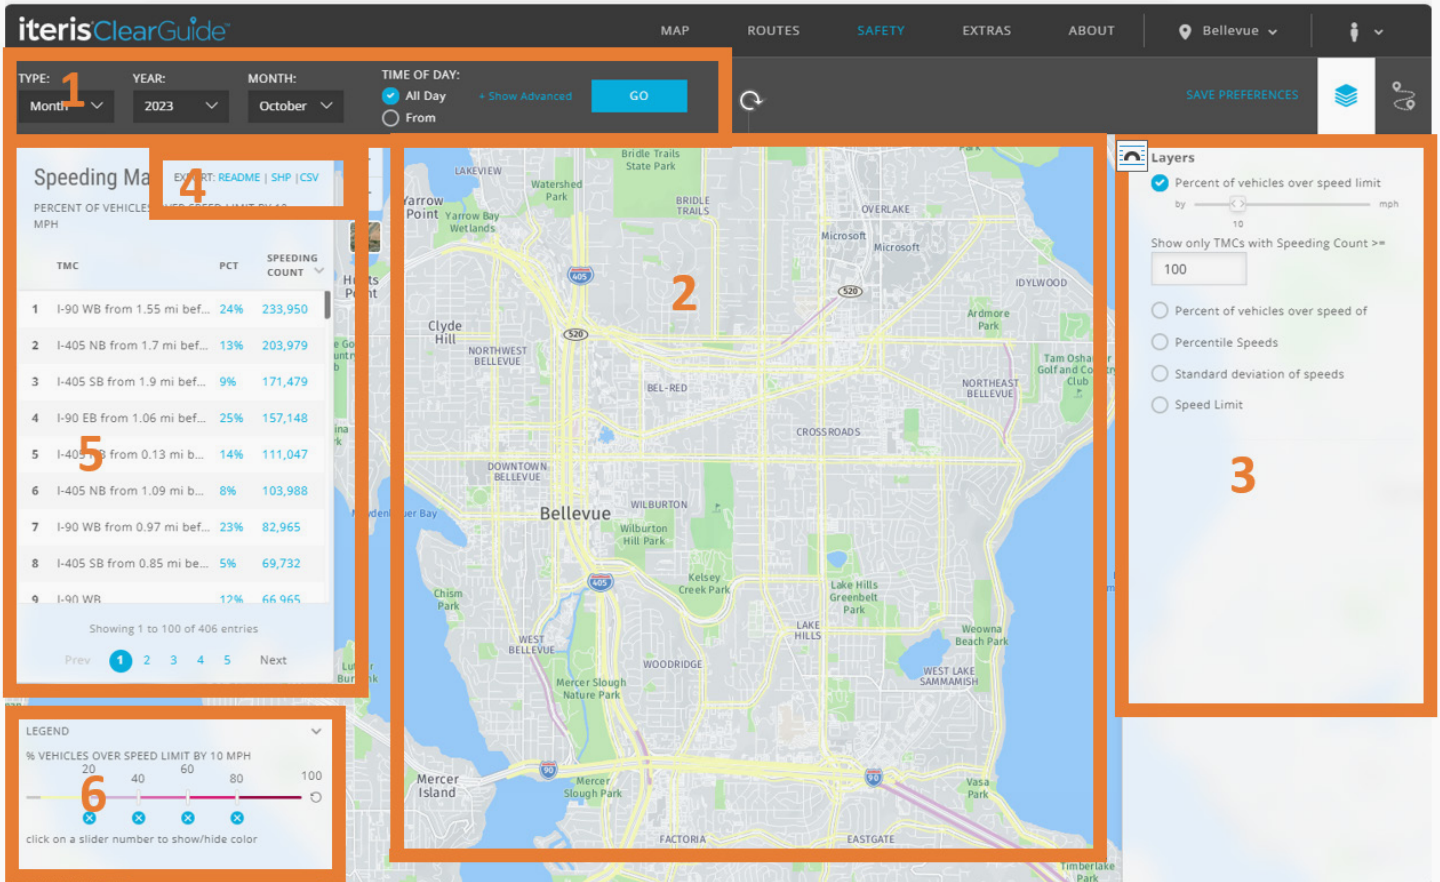 iteris ClearGuide
MAP ROUTES SAFETY EXTRAS ABOUT Bellevue
TYPE: YEAR: MONTH: TIME OF DAY:
Month 2023 October All Day + Show Advanced GO
From
SAVE PREFERENCES
1
Speeding Ma
4
EXPORT: README | SHP |CSV
PERCENT OF VEHICLES OVER SPEED LIMIT BY 10
MPH
TMC PCT SPEEDING
COUNT
1 I-90 WB from 1.55 mi bef... 24% 233,950
2 I-405 NB from 1.7 mi bef... 13% 203,979
3 I-405 SB from 1.9 mi bef... 9% 171,479
4 I-90 EB from 1.06 mi bef... 25% 157,148
5 I-405 from 0.13 mi b... 14% 111,047
6 I-405 NB from 1.09 mi b... 8% 103,988
7 I-90 WB from 0.97 mi bef... 23% 82,965
8 I-405 SB from 0.85 mi be... 5% 69,732
9 I-90 WB 12% 66,965
5
Showing 1 to 100 of 406 entries
Prev 1 2 3 4 5 Next
LEGEND
% VEHICLES OVER SPEED LIMIT BY 10 MPH
20 40 60 80 100
6
click on a slider number to show/hide color
2
LAKEVIEW
Bridle Trails
State Park
Park
Watershed
Park
Yarrow
Point
Yarrow Bay
Wetlands
BRIDLE
TRAILS
OVERLAKE
Microsoft
Microsoft
405
520
IDYLWOOD
Hunts
Point
Clyde
Hill
520
Ardmore
Park
NORTHWEST
BELLEVUE
BEL-RED
NORTHEAST
BELLEVUE
Tam Oshanter
Golf and Country
Club
CROSSROADS
DOWNTOWN
BELLEVUE
Meydenbauer Bay
Bellevue
WILBURTON
Wilburton
Hill Park
405
Kelsey
Creek Park
Chism
Park
Lake Hills
Greenbelt
Park
LAKE
HILLS
Weowna
Beach Park
WEST
BELLEVUE
WOODRIDGE
WEST LAKE
SAMMAMISH
Mercer Slough
Nature Park
90
Mercer
Island
Mercer
Slough Park
90
Vasa
Park
FACTORIA
EASTGATE
Timberlake
Park
Layers
Percent of vehicles over speed limit
by mph
10
Show only TMCs with Speeding Count >=
100
Percent of vehicles over speed of
Percentile Speeds
Standard deviation of speeds
Speed Limit
3